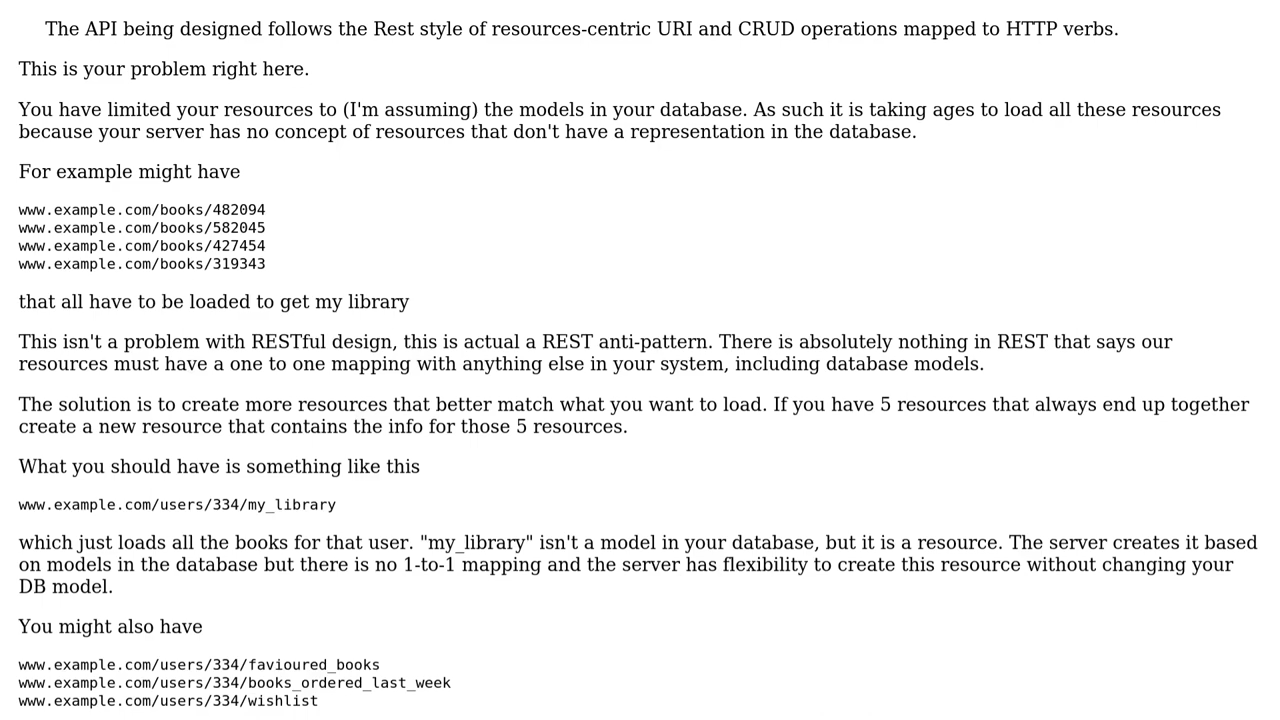 The API being designed follows the Rest style of resources-centric URI and CRUD operations mapped to HTTP verbs.
This is your problem right here.
You have limited your resources to (I'm assuming) the models in your database. As such it is taking ages to load all these resources
because your server has no concept of resources that don't have a representation in the database.
For example might have
www.example.com/books/482094
www.example.com/books/582045
www.example.com/books/427454
www.example.com/books/319343
that all have to be loaded to get my library
This isn't a problem with RESTful design, this is actual a REST anti-pattern. There is absolutely nothing in REST that says our
resources must have a one to one mapping with anything else in your system, including database models.
The solution is to create more resources that better match what you want to load. If you have 5 resources that always end up together
create a new resource that contains the info for those 5 resources.
What you should have is something like this
www.example.com/users/334/my_library
which just loads all the books for that user. "my_library" isn't a model in your database, but it is a resource. The server creates it based
on models in the database but there is no 1-to-1 mapping and the server has flexibility to create this resource without changing your
DB model.
You might also have
www.example.com/users/334/favioured_books
www.example.com/users/334/books_ordered_last_week
www.example.com/users/334/wishlist